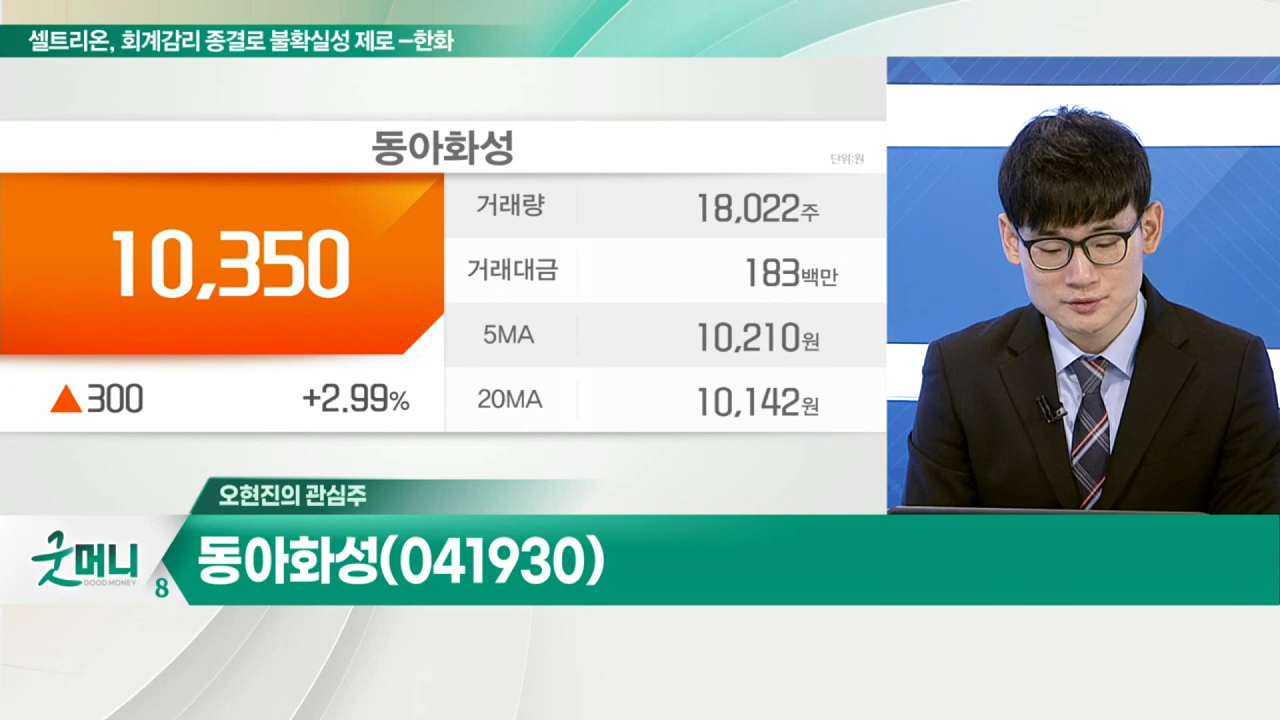 셀트리온, 회계감리 종결로 불확실성 제로 –한화
동아화성
단위:원
10,350
▲300 +2.99%
거래량 18,022주
거래대금 183백만
5MA 10,210원
20MA 10,142원
오현진의 관심주
굿머니
GOOD MONEY
8
동아화성(041930)